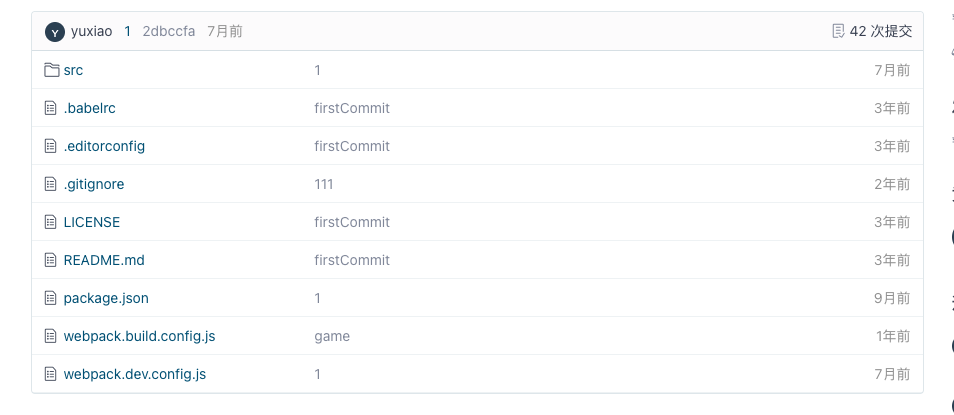 Y yuxiao 1 2dbccfa 7月前 42 次提交
src 1 7月前
.babelrc firstCommit 3年前
.editorconfig firstCommit 3年前
.gitignore 111 2年前
LICENSE firstCommit 3年前
README.md firstCommit 3年前
package.json 1 9月前
webpack.build.config.js game 1年前
webpack.dev.config.js 1 7月前